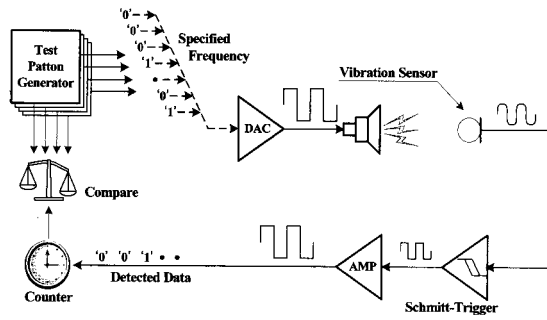 Test
Patton
Generator
'0'
'0'
'0'
'1'
'0'
'1'
Specified
Frequency
DAC
Vibration Sensor
Compare
Counter
'0' '0' '1'
Detected Data
AMP
Schmitt-Trigger